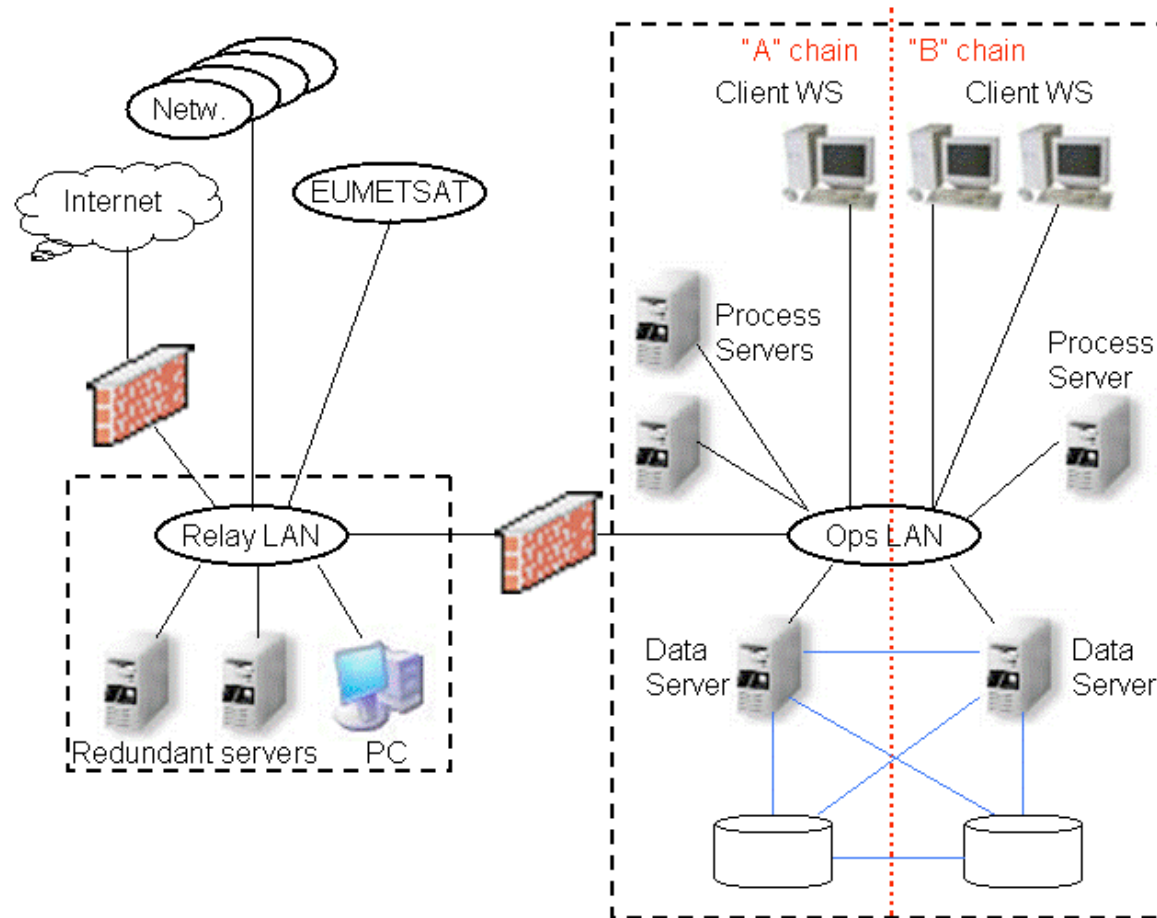 "A" chain
"B" chain
Client WS
Client WS
Netw.
Internet
EUMETSAT
Process
Servers
Process
Server
Relay LAN
Ops LAN
Data
Server
Data
Server
Redundant servers
PC